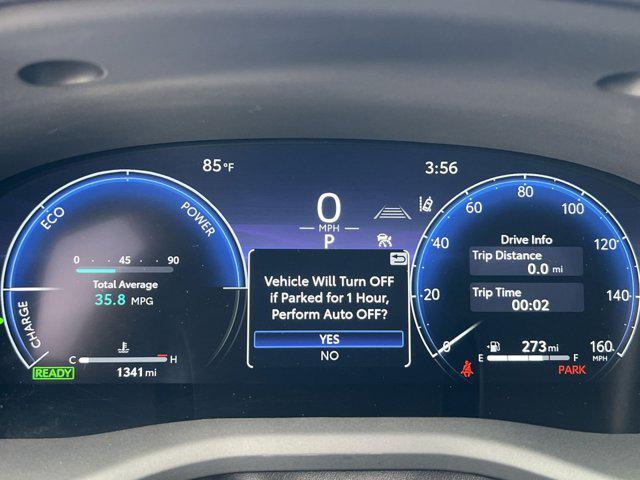 85°F
3:56
ECO
POWER
CHARGE
0 45 90
Total Average
35.8 MPG
C H
READY
1341 mi
0
MPH
P
Vehicle Will Turn OFF
if Parked for 1 Hour,
Perform Auto OFF?
YES
NO
0 20 40 60 80 100 120 140 160
MPH
Drive Info
Trip Distance
0.0 mi
Trip Time
00:02
273 mi
E F
PARK